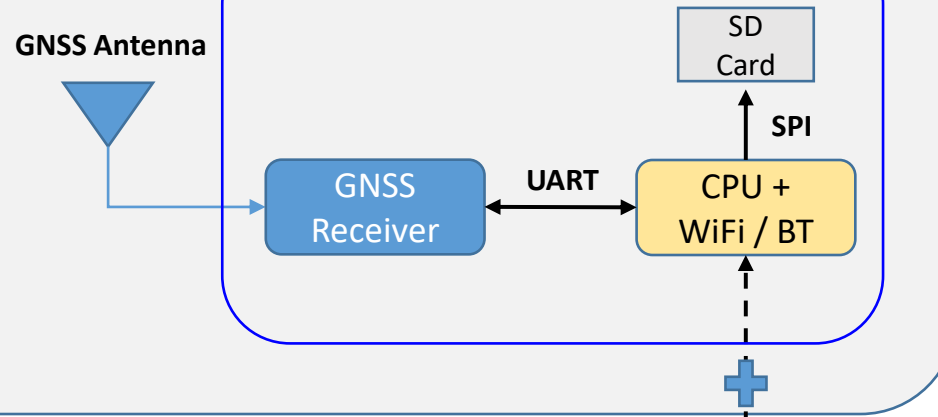 GNSS Antenna
SD
Card
SPI
GNSS
Receiver
UART
CPU +
WiFi / BT